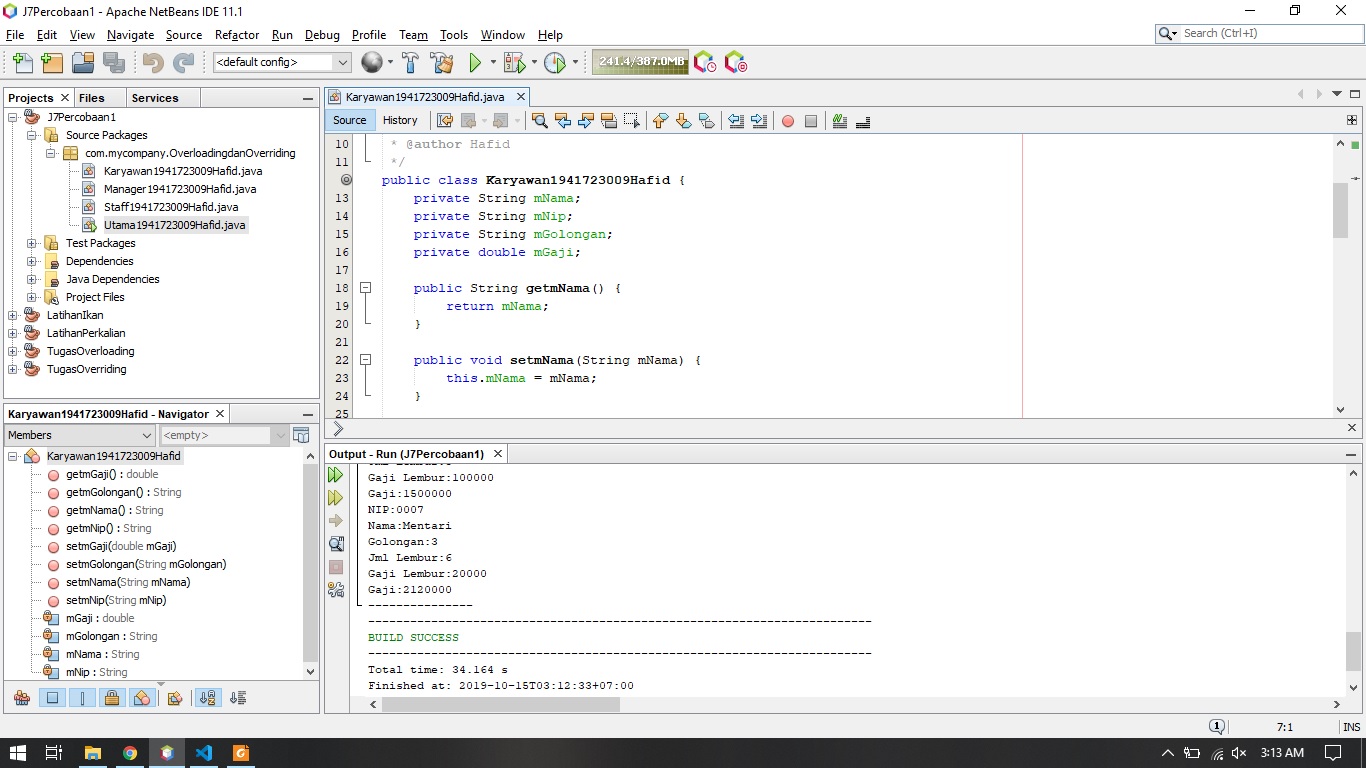 J7Percobaan1 - Apache NetBeans IDE 11.1
File Edit View Navigate Source Refactor Run Debug Profile Team Tools Window Help
Search (Ctrl+I)
<default config>
241.4/387.0MB
Projects Files Services
J7Percobaan1
Source Packages
com.mycompany.OverloadingdanOverriding
Karyawan1941723009Hafid.java
Manager1941723009Hafid.java
Staff1941723009Hafid.java
Utama1941723009Hafid.java
Test Packages
Dependencies
Java Dependencies
Project Files
LatihanIkan
LatihanPerkalian
TugasOverloading
TugasOverriding
Karyawan1941723009Hafid - Navigator
Members
<empty>
Karyawan1941723009Hafid
getmGaji() : double
getmGolongan() : String
getmNama() : String
getmNip() : String
setmGaji(double mGaji)
setmGolongan(String mGolongan)
setmNama(String mNama)
setmNip(String mNip)
mGaji : double
mGolongan : String
mNama : String
mNip : String
Karyawan1941723009Hafid.java
Source History
10 * @author Hafid
11 */
public class Karyawan1941723009Hafid {
13 private String mNama;
14 private String mNip;
15 private String mGolongan;
16 private double mGaji;
17
18 public String getmNama() {
19 return mNama;
20 }
21
22 public void setmNama(String mNama) {
23 this.mNama = mNama;
24 }
25
Output - Run (J7Percobaan1)
Gaji Lembur:100000
Gaji:1500000
NIP:0007
Nama:Mentari
Golongan:3
Jml Lembur:6
Gaji Lembur:20000
Gaji:2120000
---------------
------------------------------------------------------------------------
BUILD SUCCESS
------------------------------------------------------------------------
Total time: 34.164 s
Finished at: 2019-10-15T03:12:33+07:00
1
7:1
INS
3:13 AM